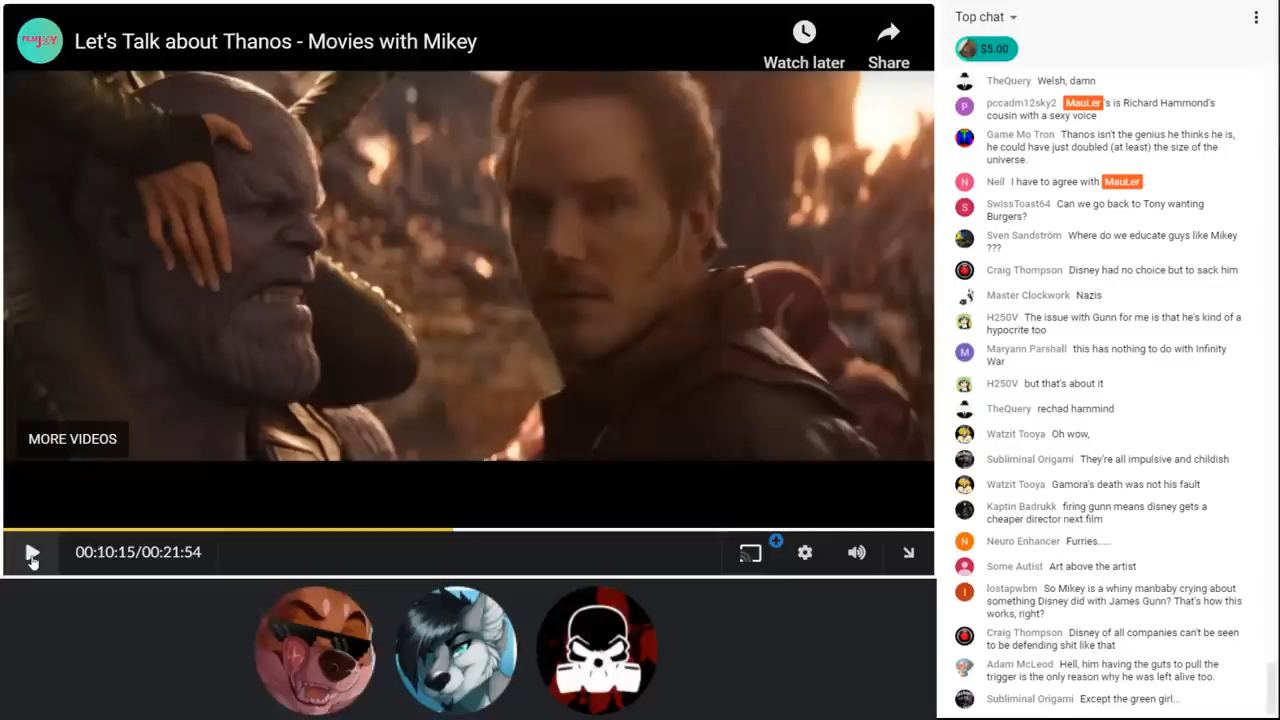 FILMJOY
Let's Talk about Thanos - Movies with Mikey
Watch later
Share
MORE VIDEOS
00:10:15/00:21:54
Top chat
$5.00
TheQuery Welsh, damn
P
pccadm12sky2 MauLer 's is Richard Hammond's
cousin with a sexy voice
Game Mo Tron Thanos isn't the genius he thinks he is,
he could have just doubled (at least) the size of the
universe.
N
Neil I have to agree with MauLer
S
SwissToast64 Can we go back to Tony wanting
Burgers?
Sven Sandström Where do we educate guys like Mikey
???
Craig Thompson Disney had no choice but to sack him
Master Clockwork Nazis
H250V The issue with Gunn for me is that he's kind of a
hypocrite too
M
Maryann Parshall this has nothing to do with Infinity
War
H250V but that's about it
TheQuery rechad hammind
Watzit Tooya Oh wow,
Subliminal Origami They're all impulsive and childish
Watzit Tooya Gamora's death was not his fault
Kaptin Badrukk firing gunn means disney gets a
cheaper director next film
N
Neuro Enhancer Furries.....
Some Autist Art above the artist
l
lostapwbm So Mikey is a whiny manbaby crying about
something Disney did with James Gunn? That's how this
works, right?
Craig Thompson Disney of all companies can't be seen
to be defending shit like that
Adam McLeod Hell, him having the guts to pull the
trigger is the only reason why he was left alive too.
Subliminal Origami Except the green girl...